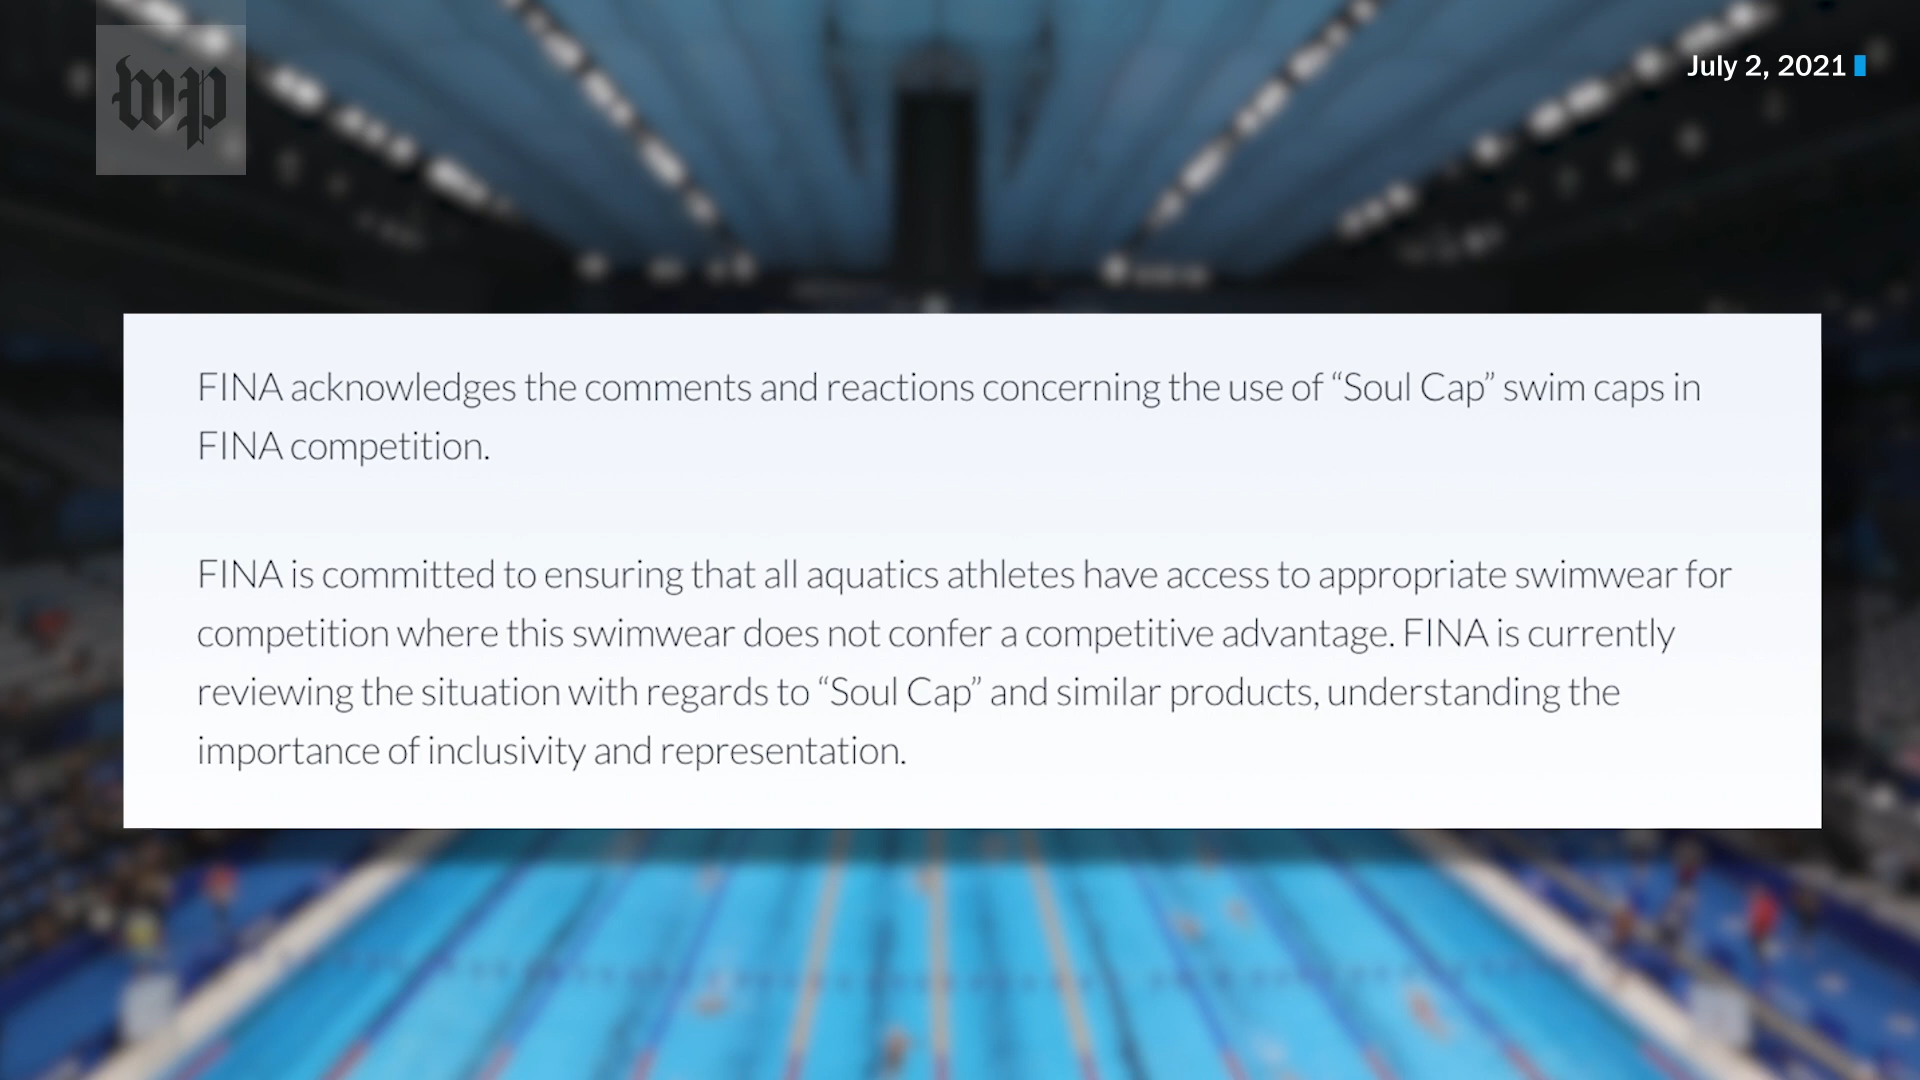 wp
July 2, 2021
FINA acknowledges the comments and reactions concerning the use of “Soul Cap” swim caps in
FINA competition.
FINA is committed to ensuring that all aquatics athletes have access to appropriate swimwear for
competition where this swimwear does not confer a competitive advantage. FINA is currently
reviewing the situation with regards to “Soul Cap” and similar products, understanding the
importance of inclusivity and representation.